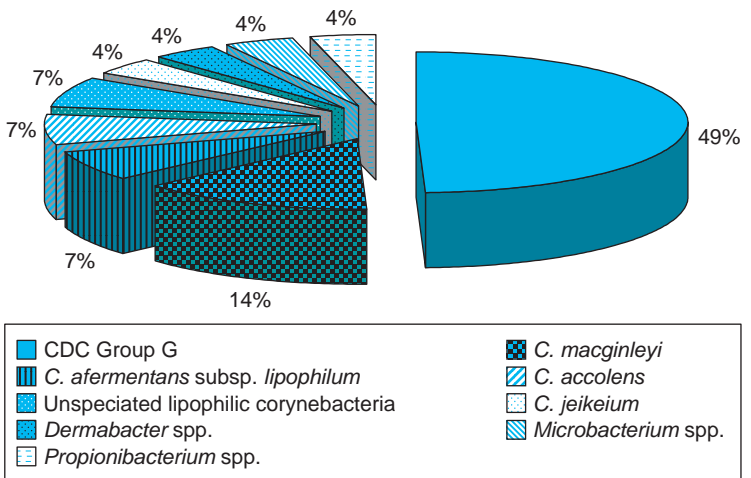 4% 4%
4%
4%
7%
7%
49%
7%
14%
CDC Group G
C. macginleyi
C. afermentans subsp. lipophilum
C. accolens
Unspeciated lipophilic corynebacteria
C. jeikeium
Dermabacter spp.
Microbacterium spp.
Propionibacterium spp.